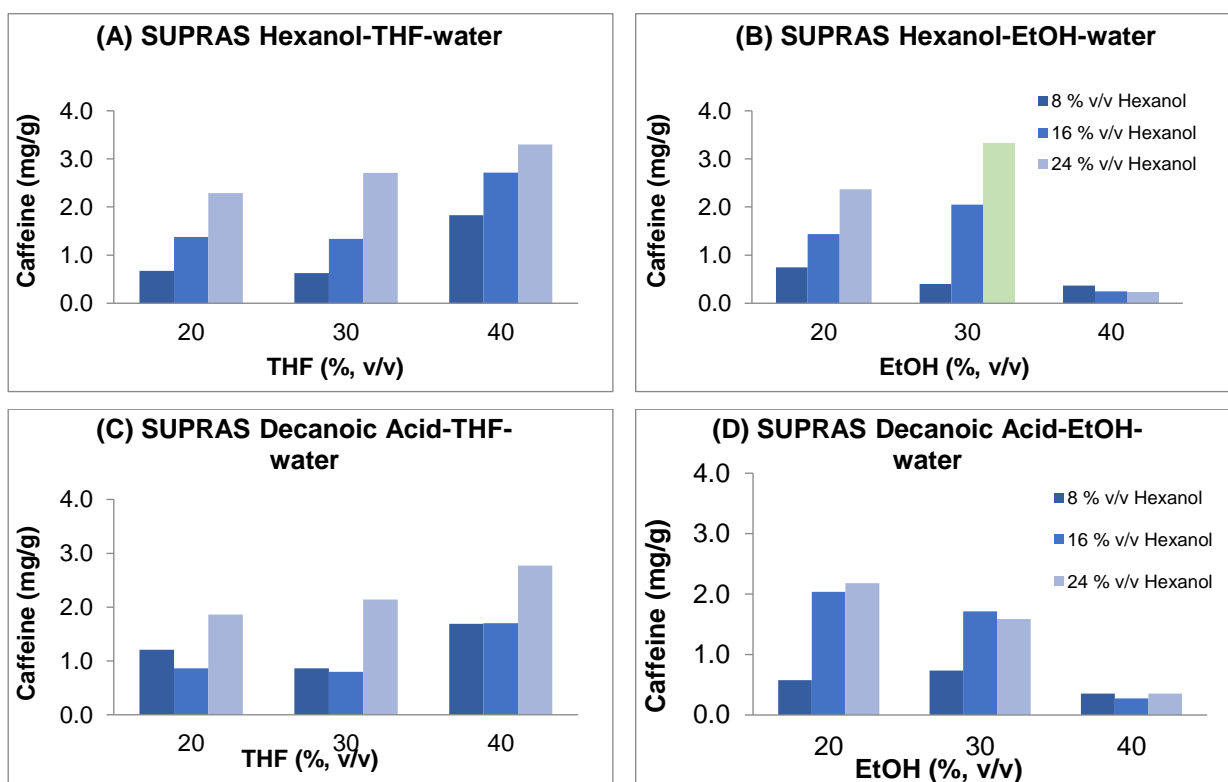 (A) SUPRAS Hexanol-THF-water
Caffeine (mg/g)
4.0
3.0
2.0
1.0
0.0
20
30
40
THF (%, v/v)
(B) SUPRAS Hexanol-EtOH-water
Caffeine (mg/g)
4.0
3.0
2.0
1.0
0.0
8 % v/v Hexanol
16 % v/v Hexanol
24 % v/v Hexanol
20
30
40
EtOH (%, v/v)
(C) SUPRAS Decanoic Acid-THF-
water
Caffeine (mg/g)
4.0
3.0
2.0
1.0
0.0
20
30
40
THF (%, v/v)
(D) SUPRAS Decanoic Acid-EtOH-
water
Caffeine (mg/g)
4.0
3.0
2.0
1.0
0.0
8 % v/v Hexanol
16 % v/v Hexanol
24 % v/v Hexanol
20
30
40
EtOH (%, v/v)